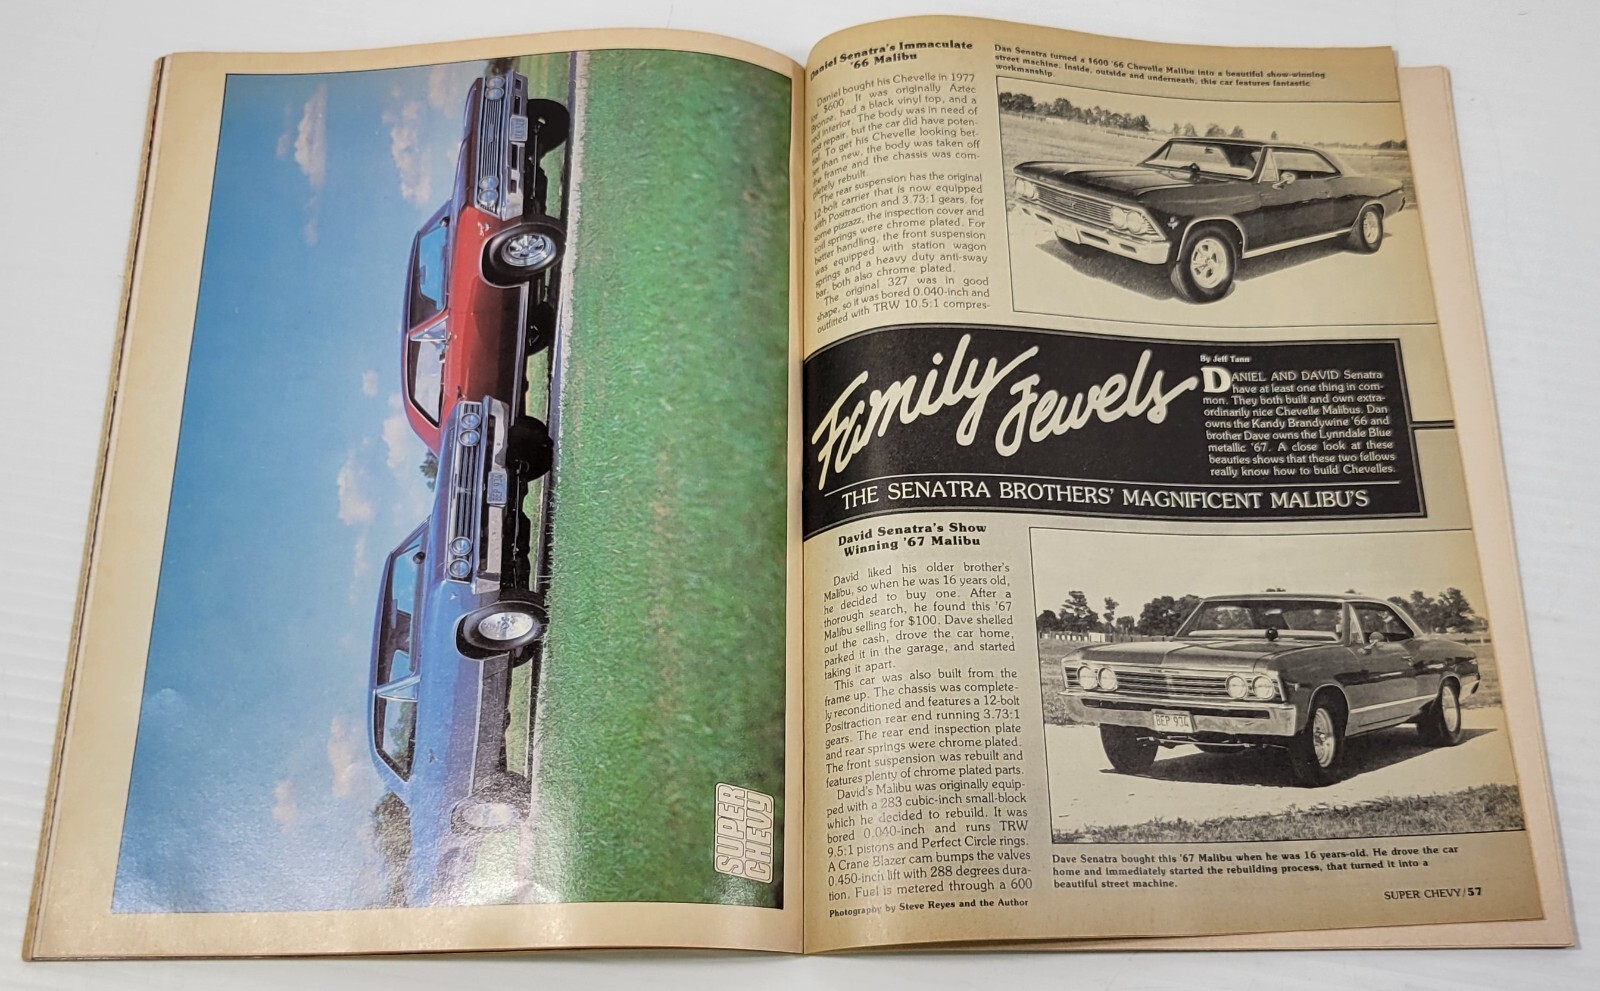 BEP 934
SUPER
CHEVY
Daniel Senatra's Immaculate
'66 Malibu
Daniel bought his Chevelle in 1977
for $600. It was originally Aztec
Bronze, had a black vinyl top, and a
red interior. The body was in need of
rust repair, but the car did have poten-
tial. To get his Chevelle looking bet-
ter than new, the body was taken off
the frame and the chassis was com-
pletely rebuilt.
The rear suspension has the original
12-bolt carrier that is now equipped
with Positraction and 3.73:1 gears. for
some pizzazz, the inspection cover and
coil springs were chrome plated. For
better handling, the front suspension
was equipped with station wagon
springs and a heavy duty anti-sway
bar, both also chrome plated.
The original 327 was in good
shape, so it was bored 0.040-inch and
outfitted with TRW 10.5:1 compres-
Dan Senatra turned a $600 '66 Chevelle Malibu into a beautiful show-winning
street machine. Inside, outside and underneath, this car features fantastic
workmanship.
Family Jewels
By Jeff Tann
DANIEL AND DAVID Senatra
have at least one thing in com-
mon. They both built and own extra-
ordinarily nice Chevelle Malibus. Dan
owns the Kandy Brandywine '66 and
brother Dave owns the Lynndale Blue
metallic '67. A close look at these
beauties shows that these two fellows
really know how to build Chevelles.
THE SENATRA BROTHERS' MAGNIFICENT MALIBU'S
David Senatra's Show
Winning '67 Malibu
David liked his older brother's
Malibu, so when he was 16 years old,
he decided to buy one. After a
thorough search, he found this '67
Malibu selling for $100. Dave shelled
out the cash, drove the car home,
parked it in the garage, and started
taking it apart.
This car was also built from the
frame up. The chassis was complete-
ly reconditioned and features a 12-bolt
Positraction rear end running 3.73:1
gears. The rear end inspection plate
and rear springs were chrome plated.
The front suspension was rebuilt and
features plenty of chrome plated parts.
David's Malibu was originally equip-
ped with a 283 cubic-inch small-block
which he decided to rebuild. It was
bored 0.040-inch and runs TRW
9.5:1 pistons and Perfect Circle rings.
A Crane Blazer cam bumps the valves
0.450-inch lift with 288 degrees dura-
tion. Fuel is metered through a 600
Photography by Steve Reyes and the Author
BEP 934
Dave Senatra bought this '67 Malibu when he was 16 years-old. He drove the car
home and immediately started the rebuilding process, that turned it into a
beautiful street machine.
SUPER CHEVY/57